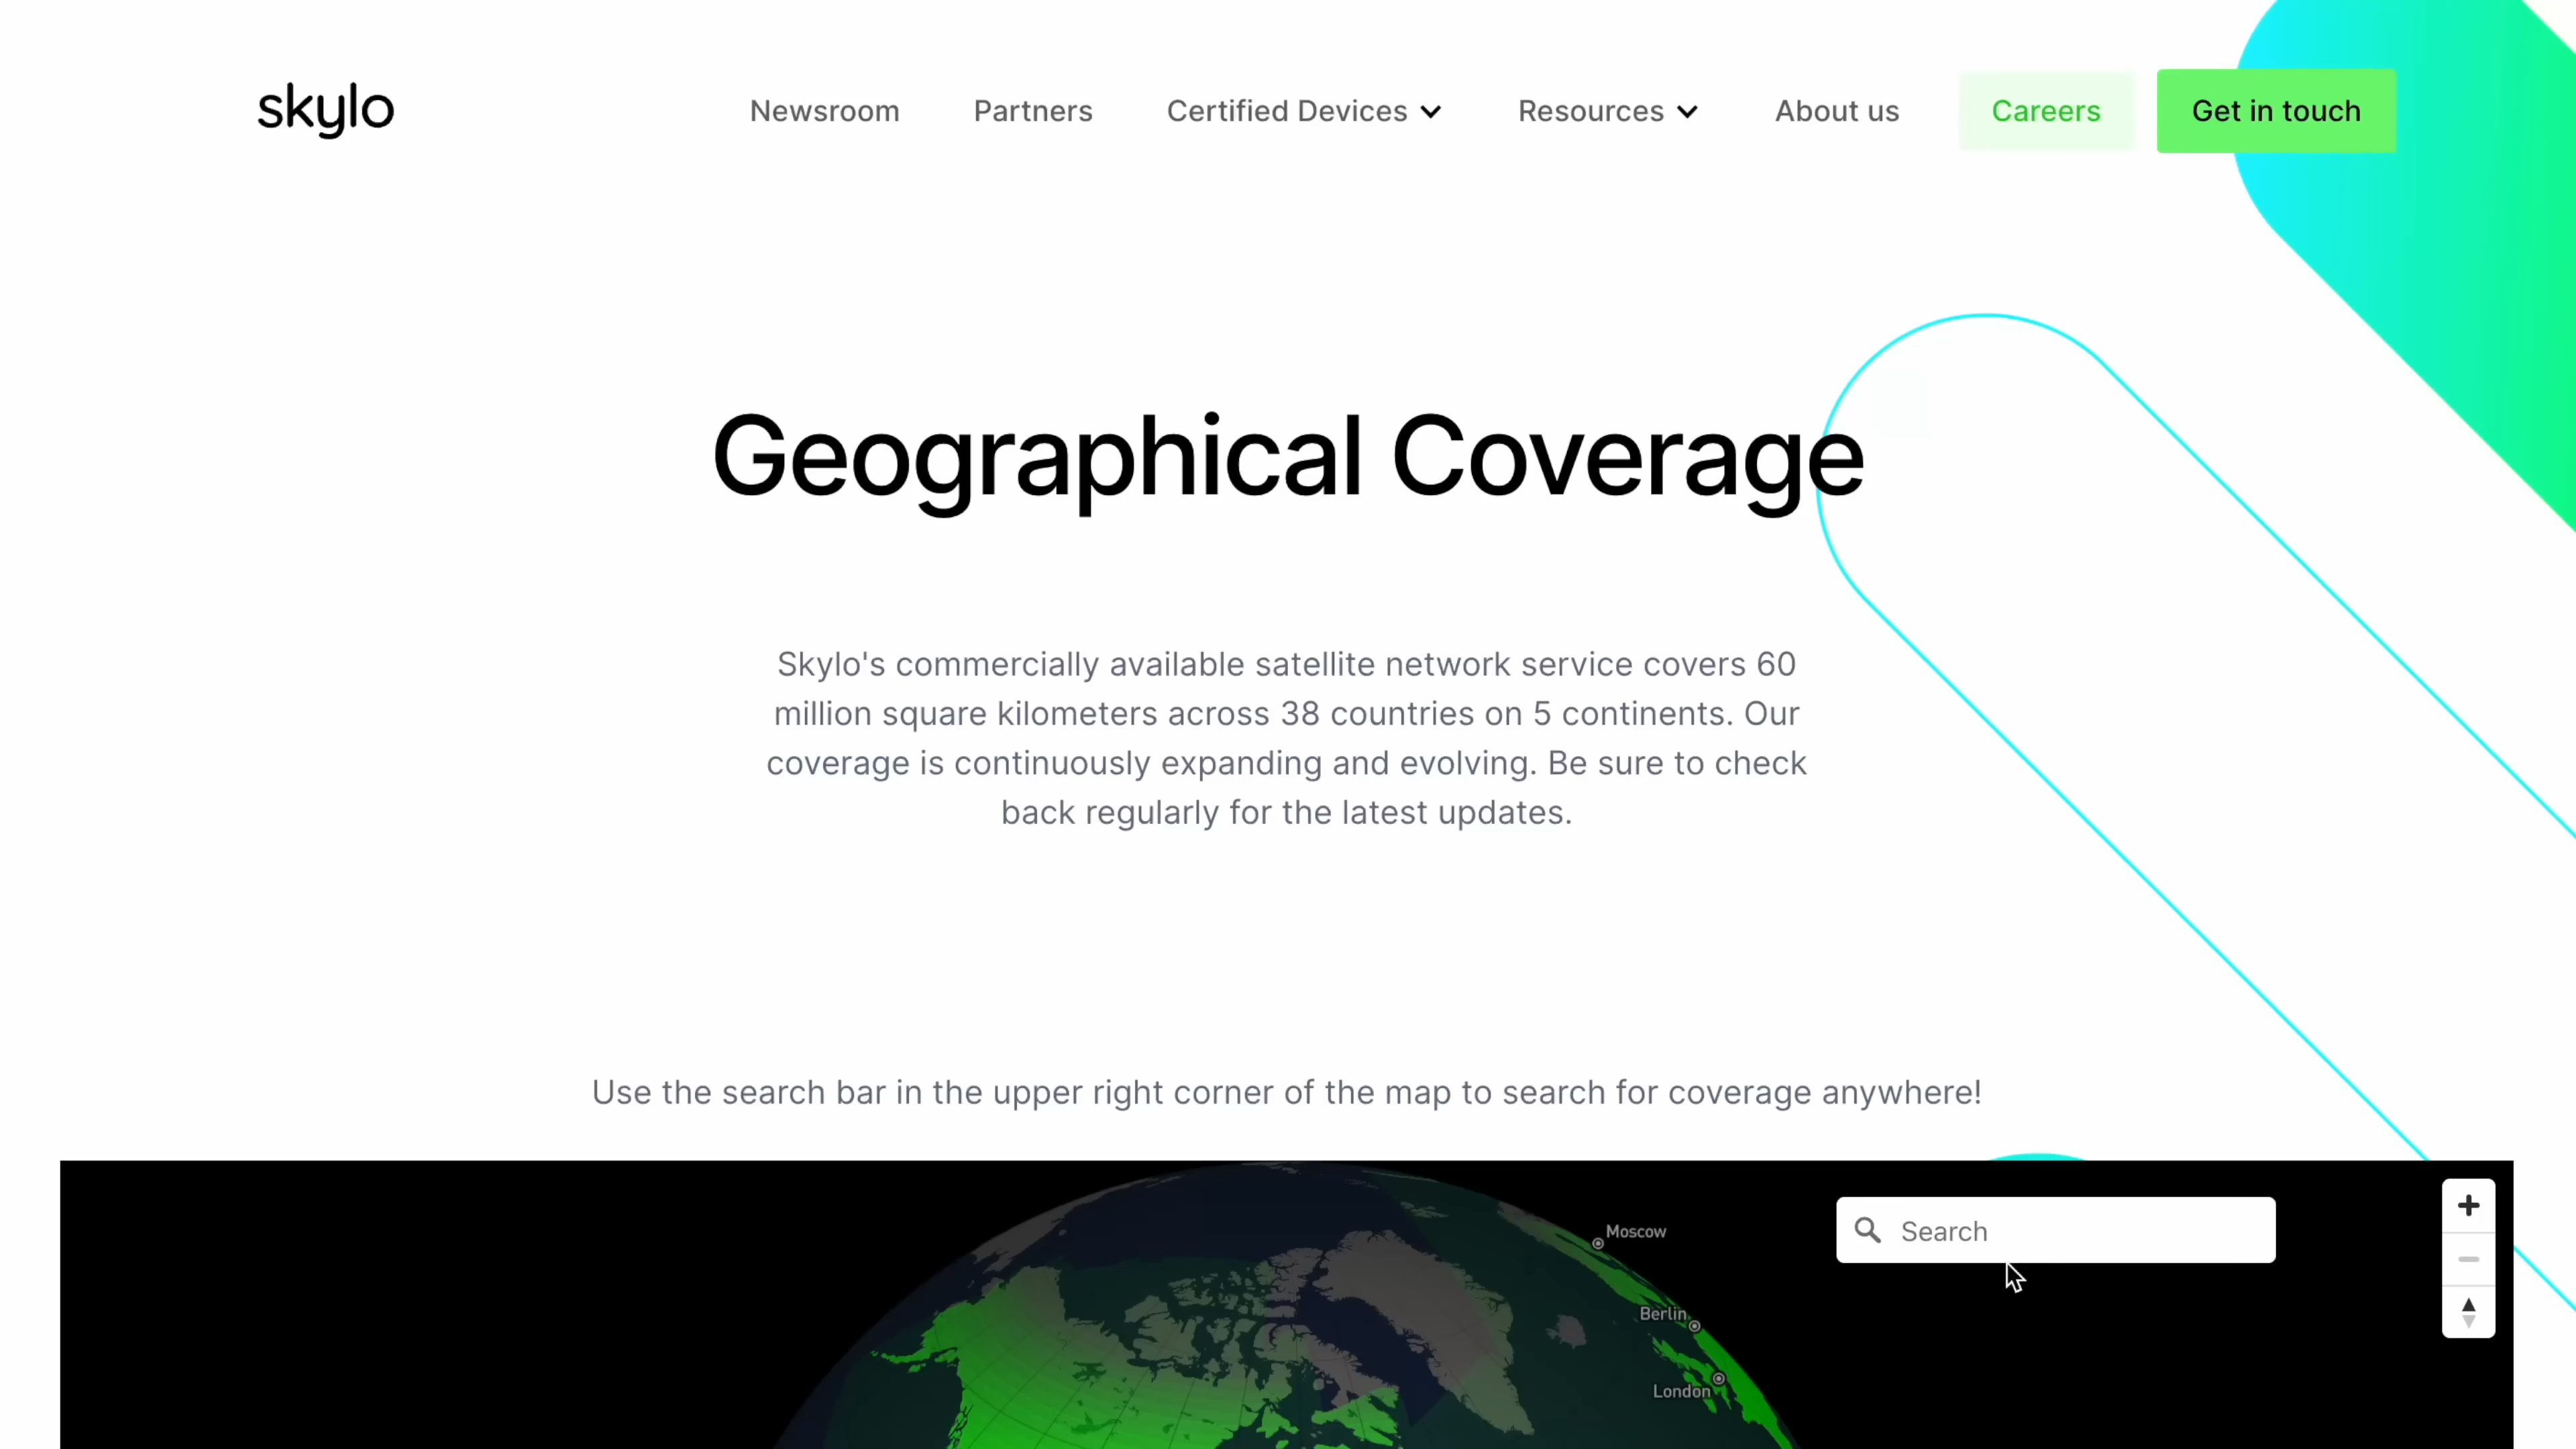 skylo
Newsroom
Partners
Certified Devices
Resources
About us
Careers
Get in touch
Geographical Coverage
Skylo's commercially available satellite network service covers 60
million square kilometers across 38 countries on 5 continents. Our
coverage is continuously expanding and evolving. Be sure to check
back regularly for the latest updates.
Use the search bar in the upper right corner of the map to search for coverage anywhere!
Search
Moscow
Berlin
London